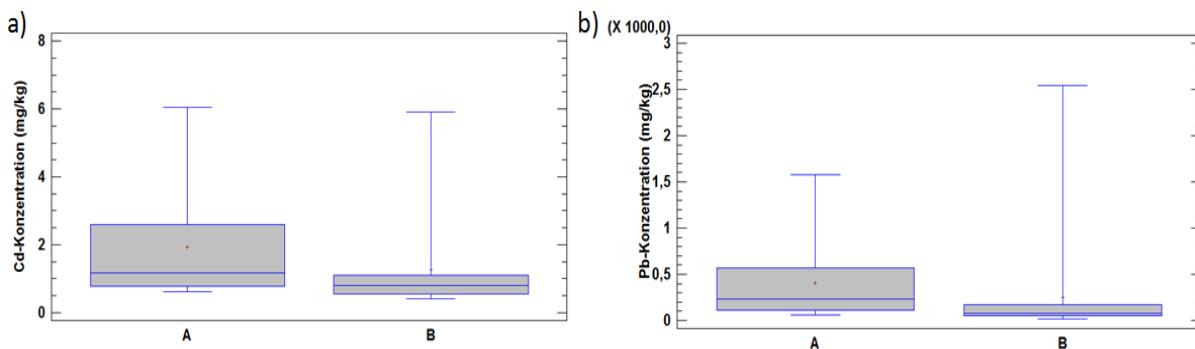 a)
Cd-Konzentration (mg/kg)
8
6
4
2
0
A
B
b)
(X 1000,0)
Pb-Konzentration (mg/kg)
3
2,5
2
1,5
1
0,5
0
A
B